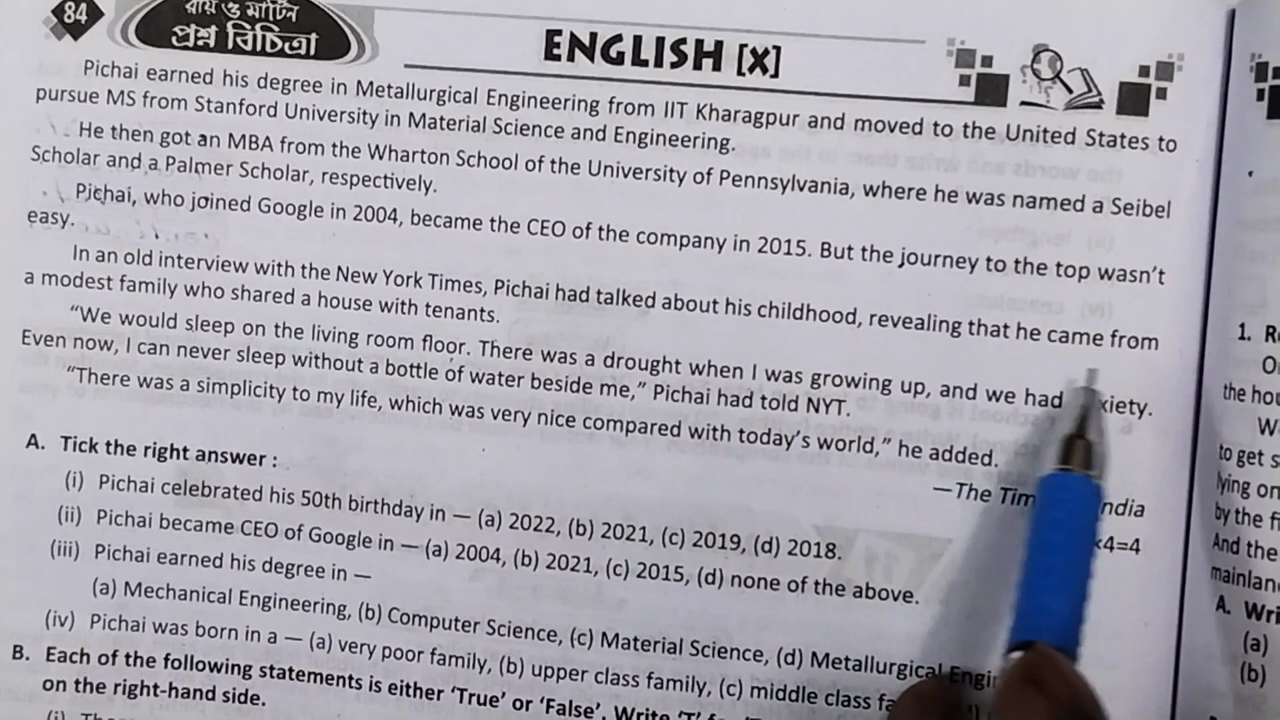 84
রায় ও মার্টিন
প্রশ্ন বিচিত্রা
ENGLISH [X]
Pichai earned his degree in Metallurgical Engineering from IIT Kharagpur and moved to the United States to
pursue MS from Stanford University in Material Science and Engineering.
He then got an MBA from the Wharton School of the University of Pennsylvania, where he was named a Seibel
Scholar and a Palmer Scholar, respectively.
Pichai, who joined Google in 2004, became the CEO of the company in 2015. But the journey to the top wasn't
easy.
In an old interview with the New York Times, Pichai had talked about his childhood, revealing that he came from
a modest family who shared a house with tenants.
“We would sleep on the living room floor. There was a drought when I was growing up, and we had xiety.
Even now, I can never sleep without a bottle of water beside me,” Pichai had told NYT.
“There was a simplicity to my life, which was very nice compared with today's world,” he added.
—The Tim ndia
A. Tick the right answer :
×4=4
(i) Pichai celebrated his 50th birthday in — (a) 2022, (b) 2021, (c) 2019, (d) 2018.
(ii) Pichai became CEO of Google in — (a) 2004, (b) 2021, (c) 2015, (d) none of the above.
(iii) Pichai earned his degree in —
(a) Mechanical Engineering, (b) Computer Science, (c) Material Science, (d) Metallurgical Engi
(iv) Pichai was born in a — (a) very poor family, (b) upper class family, (c) middle class fa
B. Each of the following statements is either ‘True’ or ‘False’. Write ‘T’
on the right-hand side.
(i)
1. R
the hou
W
to get s
lying on
by the fi
And the
mainlan
A. Wri
(a)
(b)